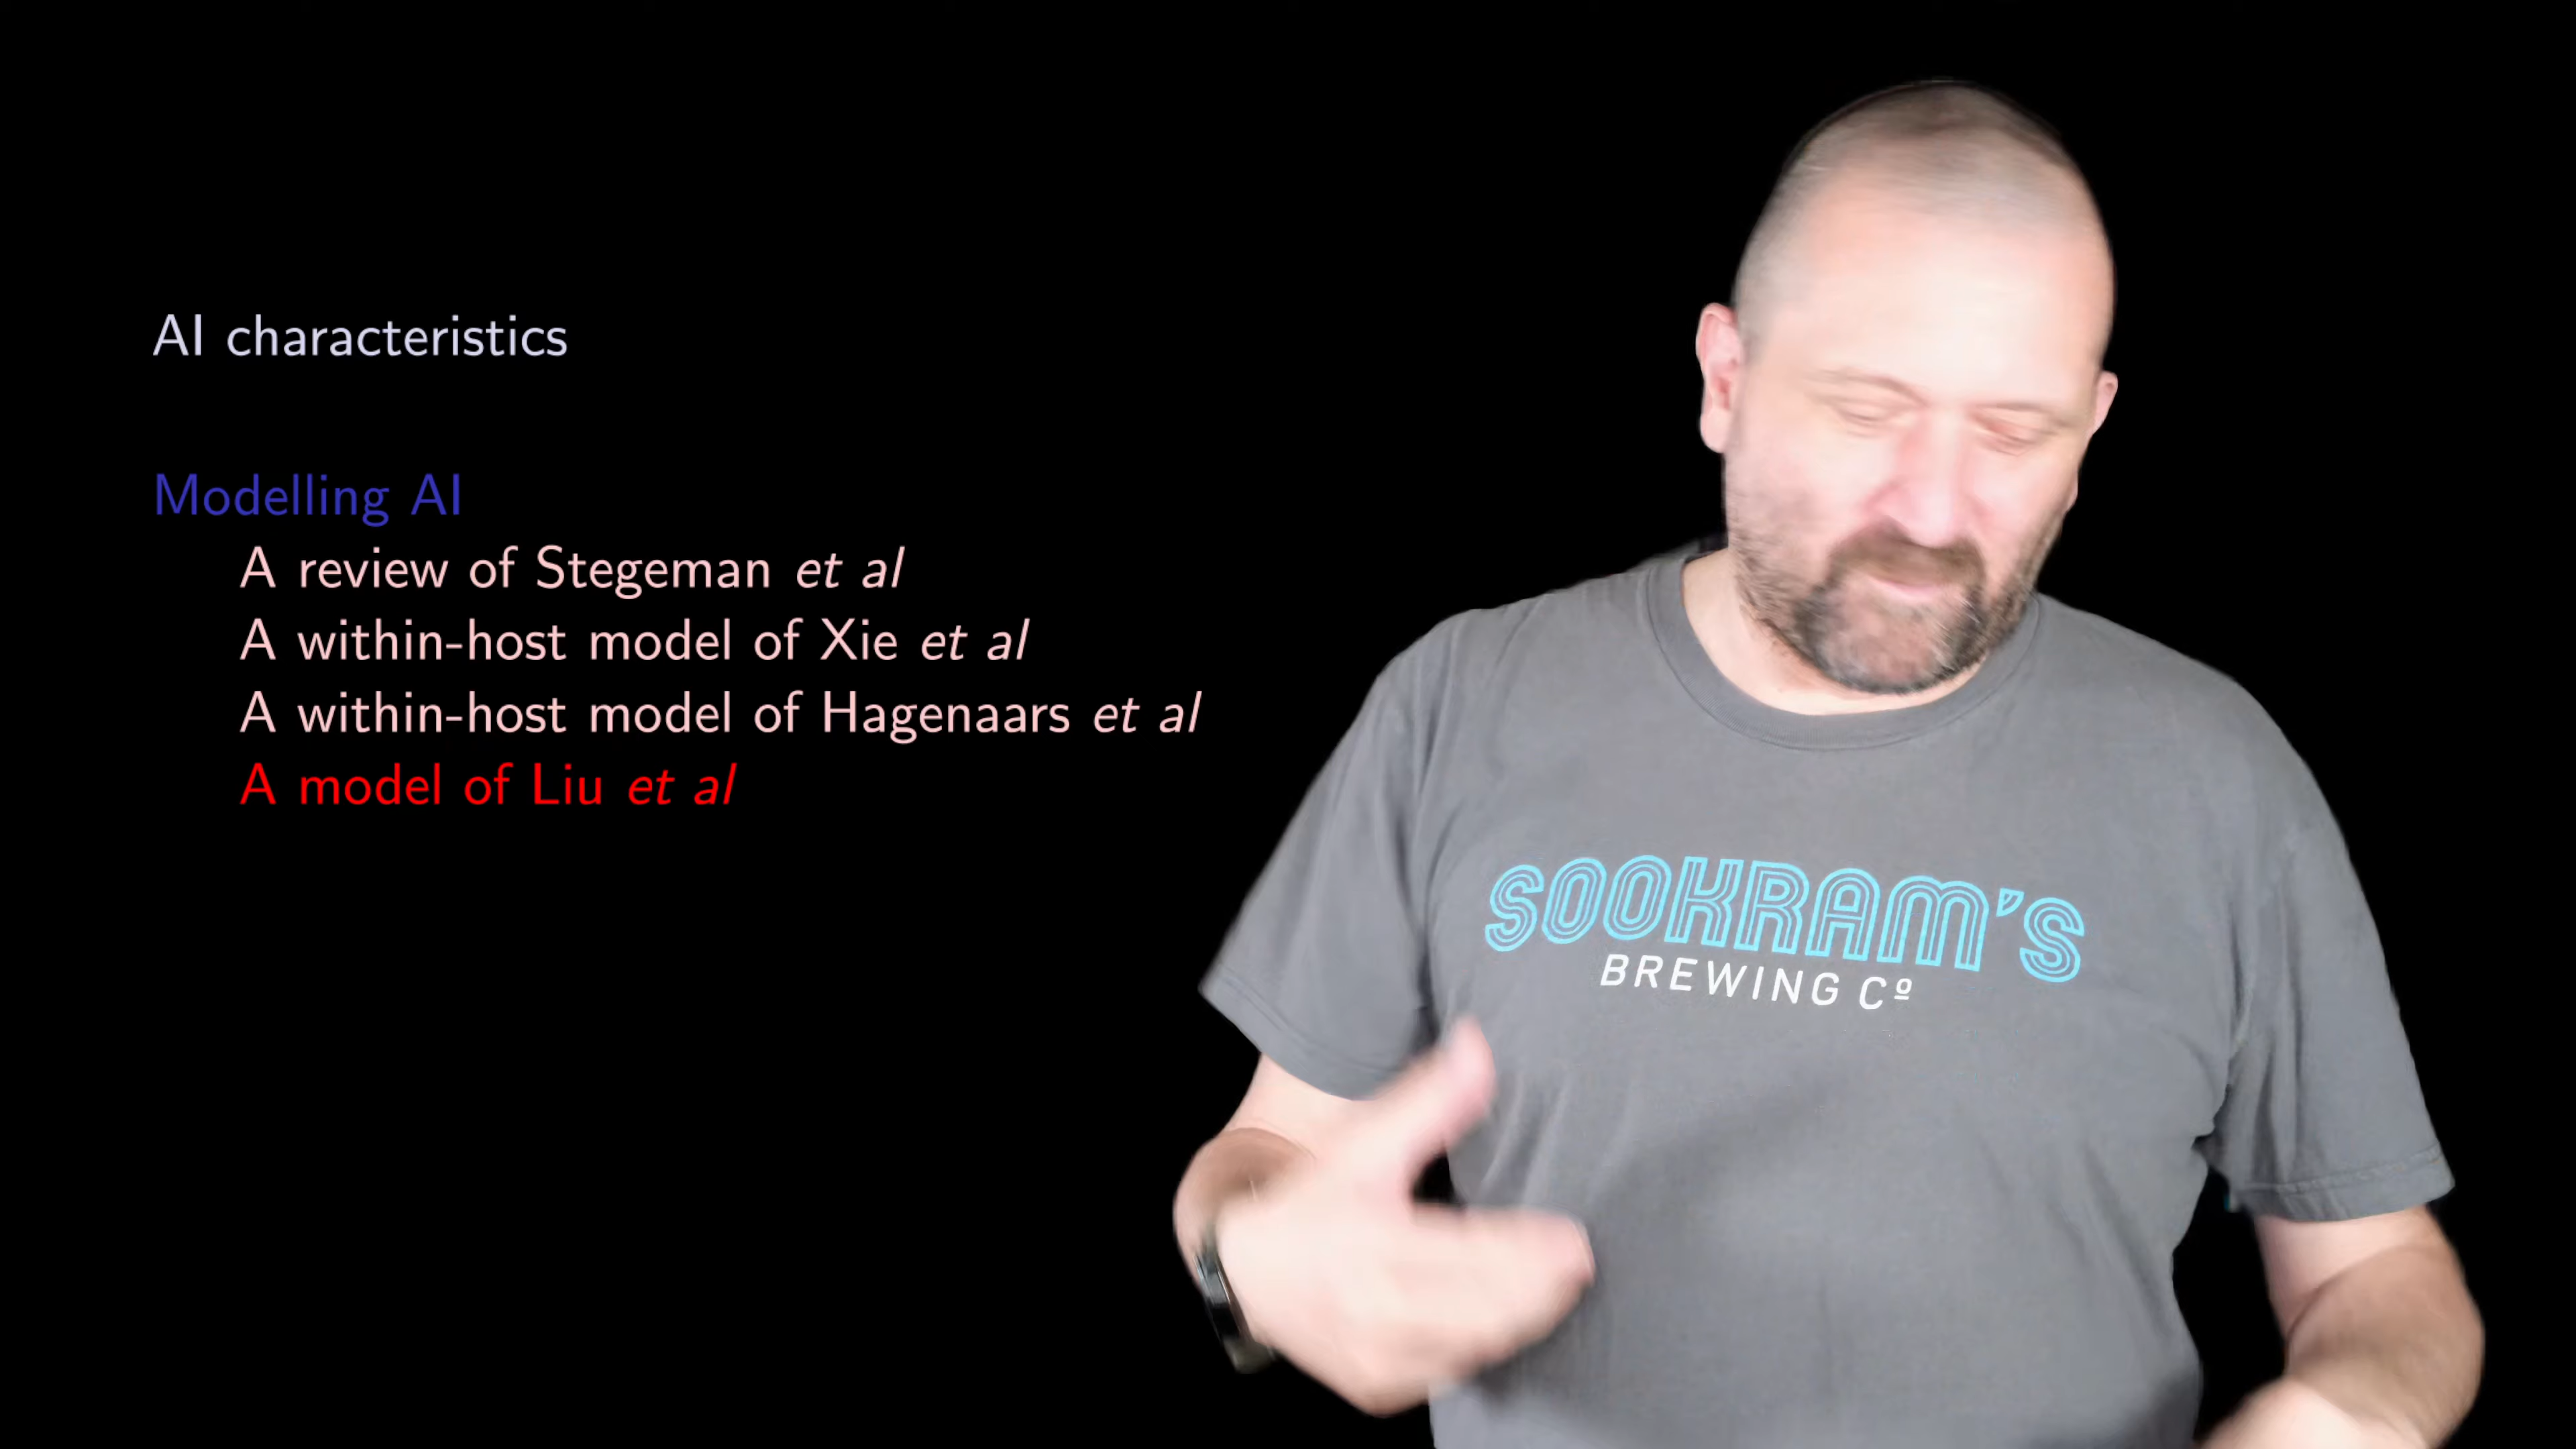 AI characteristics
Modelling AI
A review of Stegeman et al
A within-host model of Xie et al
A within-host model of Hagenaars et al
A model of Liu et al
SOOKRAM'S
BREWING Cº